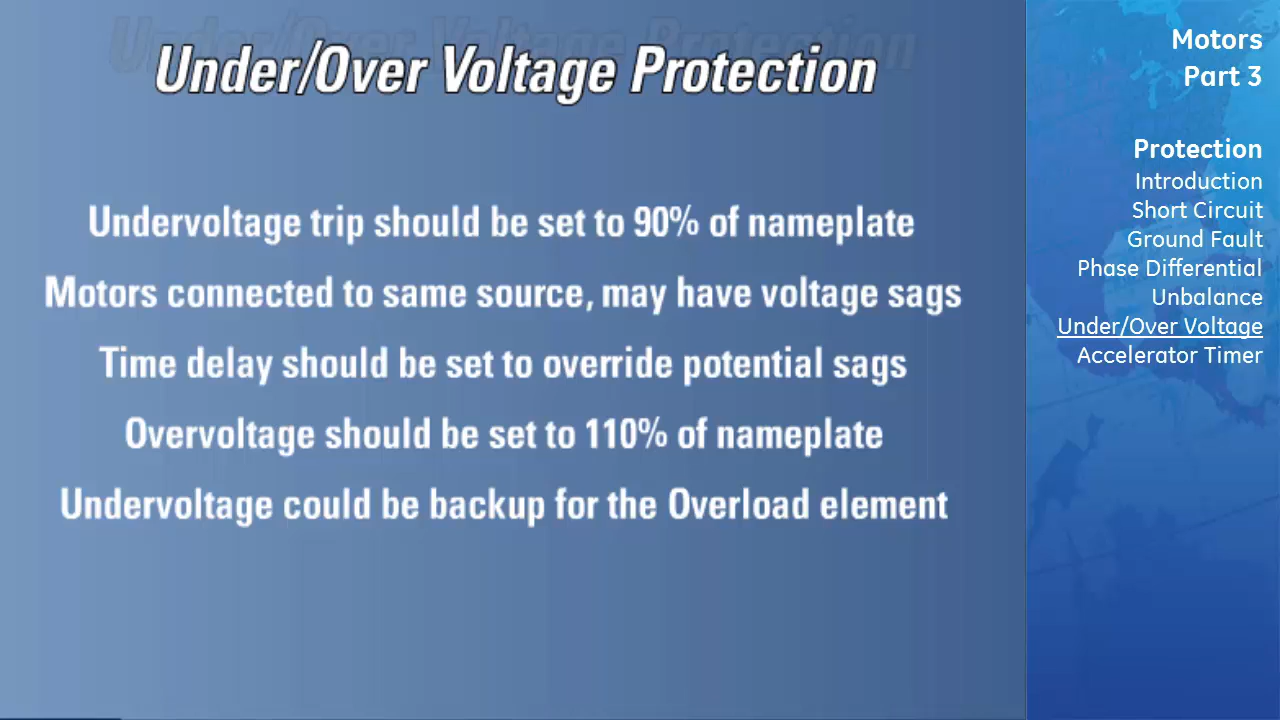 Under/Over Voltage Protection
Undervoltage trip should be set to 90% of nameplate
Motors connected to same source, may have voltage sags
Time delay should be set to override potential sags
Overvoltage should be set to 110% of nameplate
Undervoltage could be backup for the Overload element
Motors
Part 3
Protection
Introduction
Short Circuit
Ground Fault
Phase Differential
Unbalance
Under/Over Voltage
Accelerator Timer